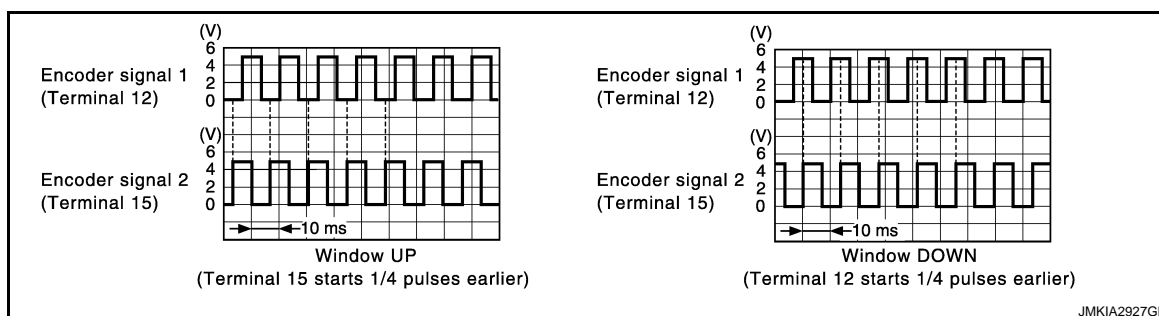 (V)
6
4
2
0
Encoder signal 1
(Terminal 12)
(V)
6
4
2
0
Encoder signal 2
(Terminal 15)
10 ms
Window UP
(Terminal 15 starts 1/4 pulses earlier)
(V)
6
4
2
0
Encoder signal 1
(Terminal 12)
(V)
6
4
2
0
Encoder signal 2
(Terminal 15)
10 ms
Window DOWN
(Terminal 12 starts 1/4 pulses earlier)